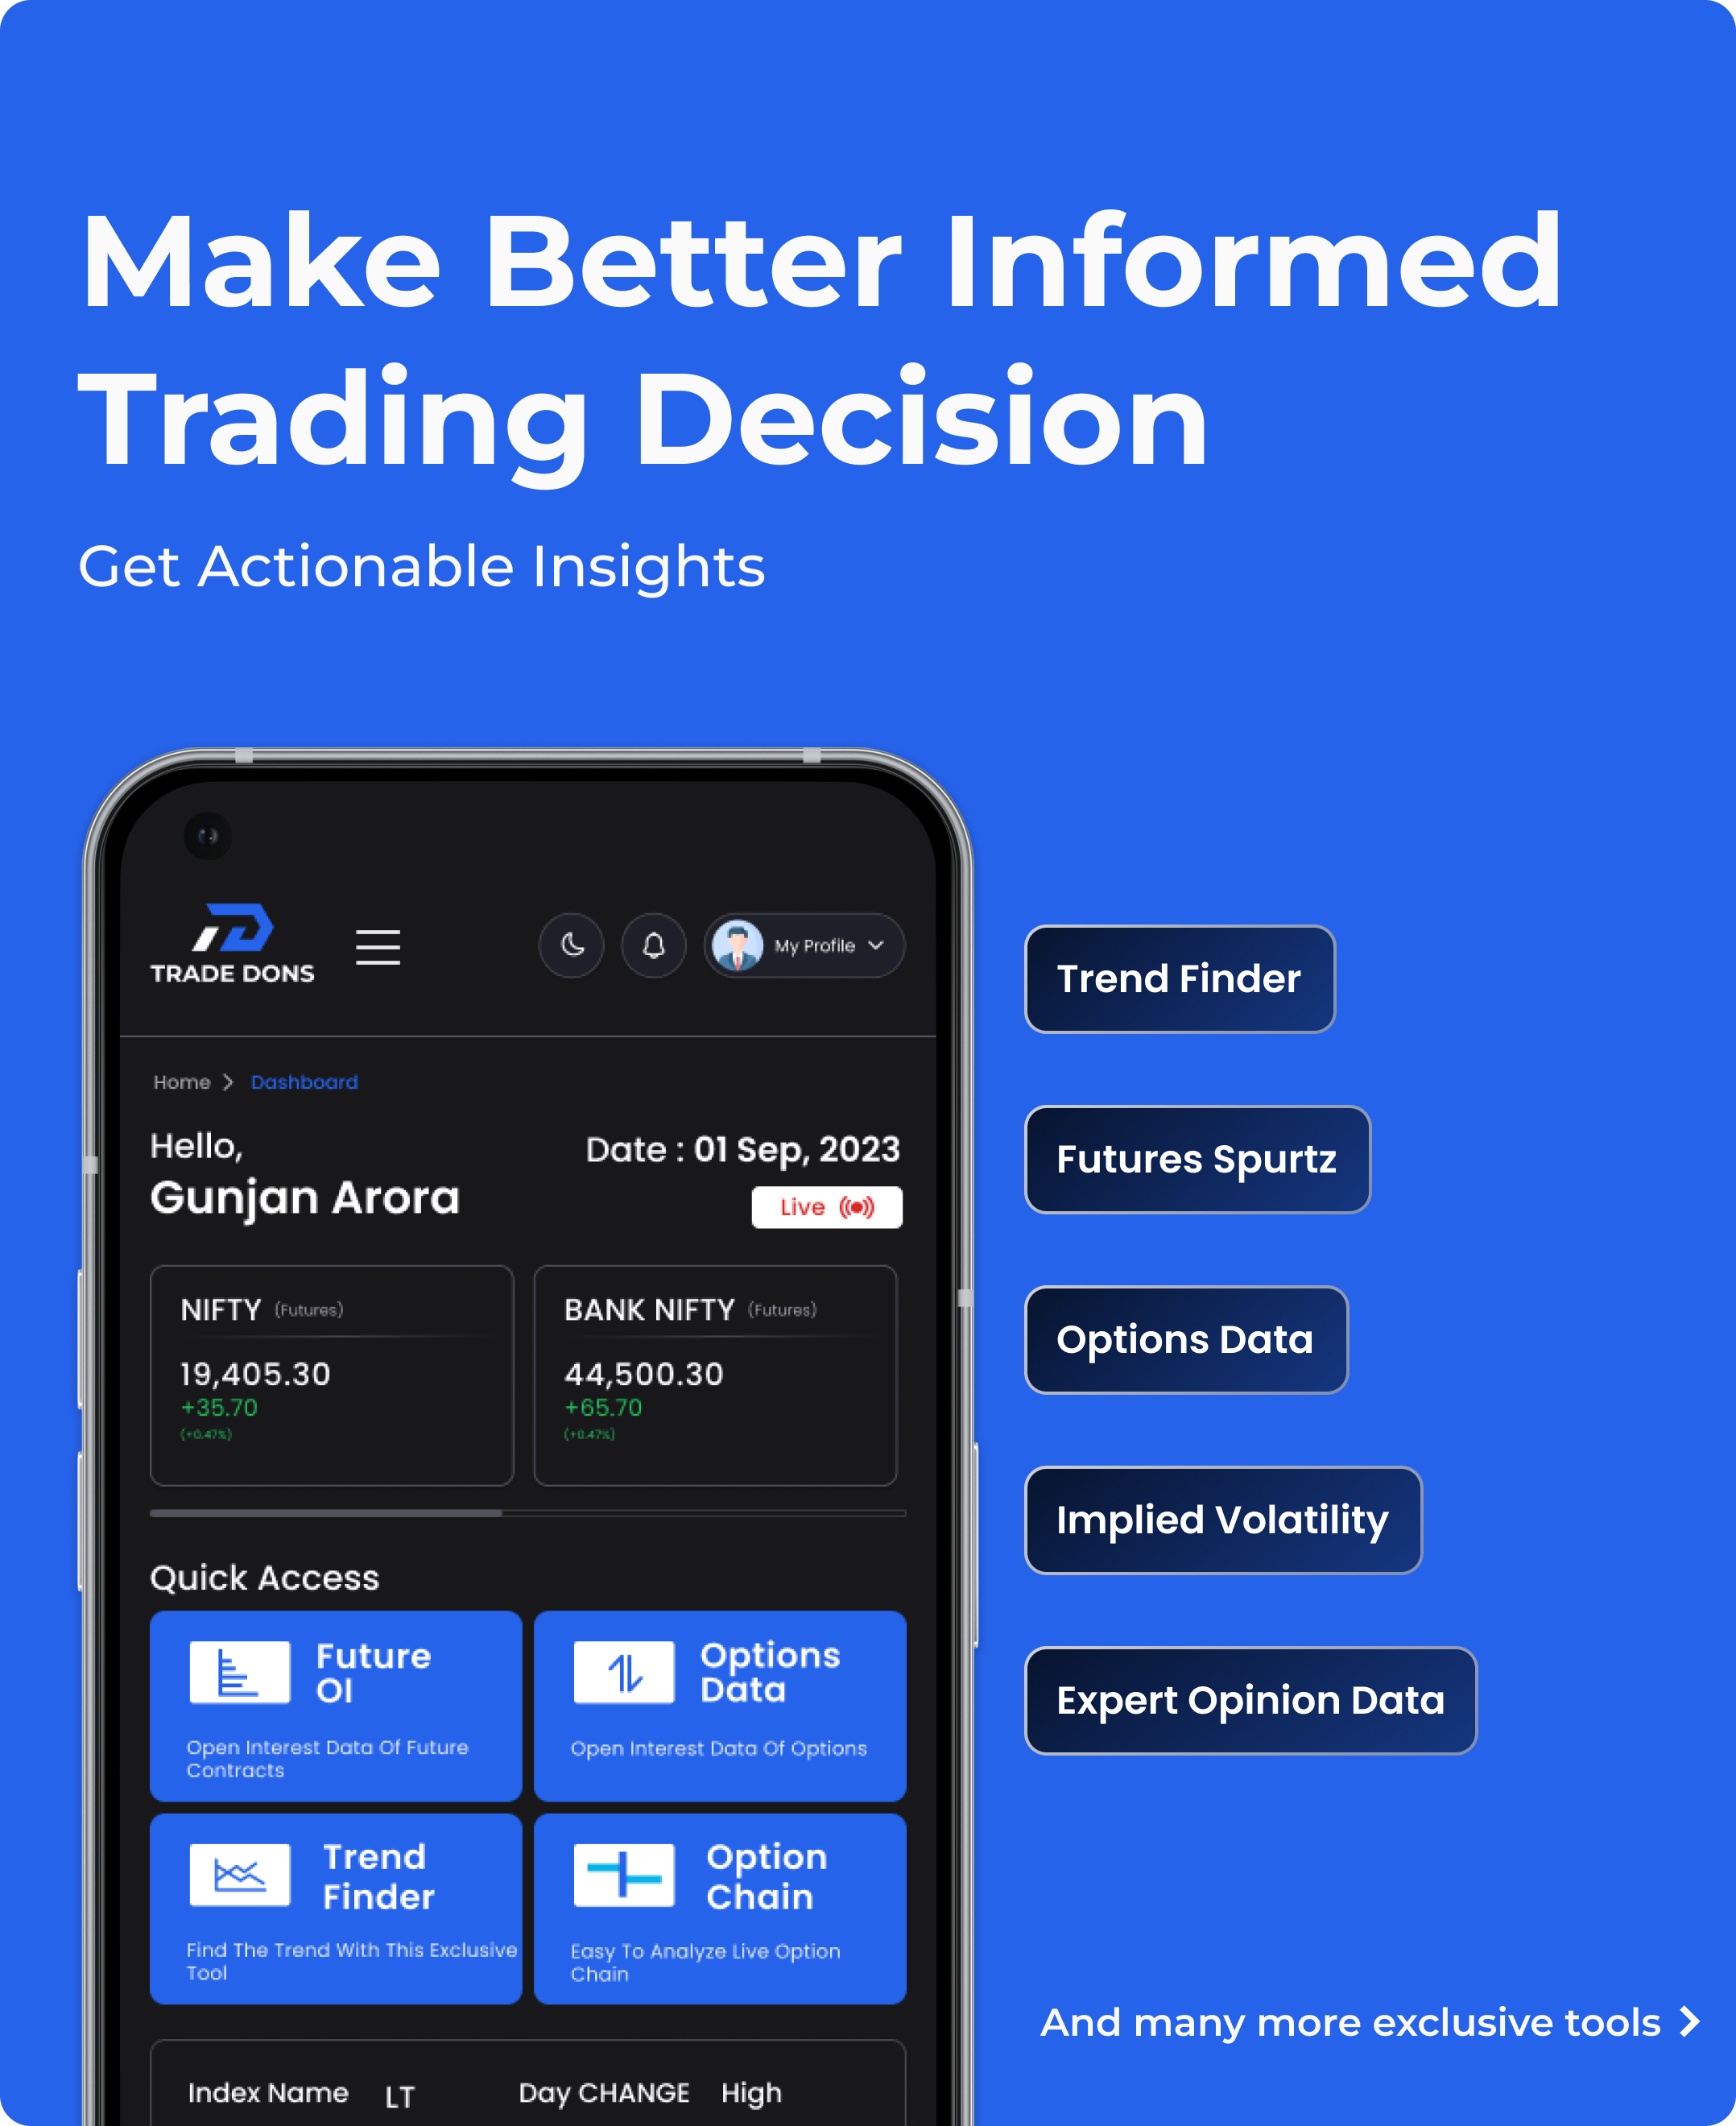 Make Better Informed
Trading Decision
Get Actionable Insights
TRADE DONS
My Profile
Home > Dashboard
Hello,
Gunjan Arora
Date : 01 Sep, 2023
Live
NIFTY (Futures)
19,405.30
+35.70
(+0.47%)
BANK NIFTY (Futures)
44,500.30
+65.70
(+0.47%)
Quick Access
Future
OI
Open Interest Data Of Future
Contracts
Options
Data
Open Interest Data Of Options
Trend
Finder
Find The Trend With This Exclusive
Tool
Option
Chain
Easy To Analyze Live Option
Chain
Index Name LT Day CHANGE High
Trend Finder
Futures Spurtz
Options Data
Implied Volatility
Expert Opinion Data
And many more exclusive tools >